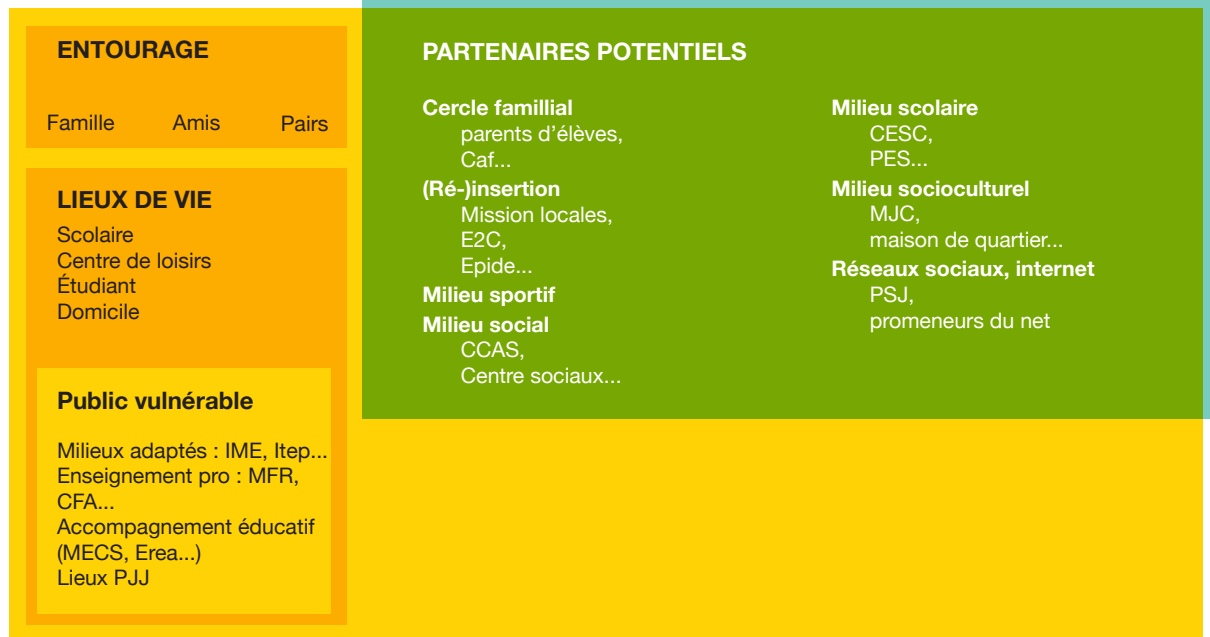 ENTOURAGE
Famille Amis Pairs
LIEUX DE VIE
Scolaire
Centre de loisirs
Étudiant
Domicile
Public vulnérable
Milieux adaptés : IME, Itep...
Enseignement pro : MFR,
CFA...
Accompagnement éducatif
(MECS, Erea...)
Lieux PJJ
PARTENAIRES POTENTIELS
Cercle famillial
parents d’élèves,
Caf...
(Ré-)insertion
Mission locales,
E2C,
Epide...
Milieu sportif
Milieu social
CCAS,
Centre sociaux...
Milieu scolaire
CESC,
PES...
Milieu socioculturel
MJC,
maison de quartier...
Réseaux sociaux, internet
PSJ,
promeneurs du net